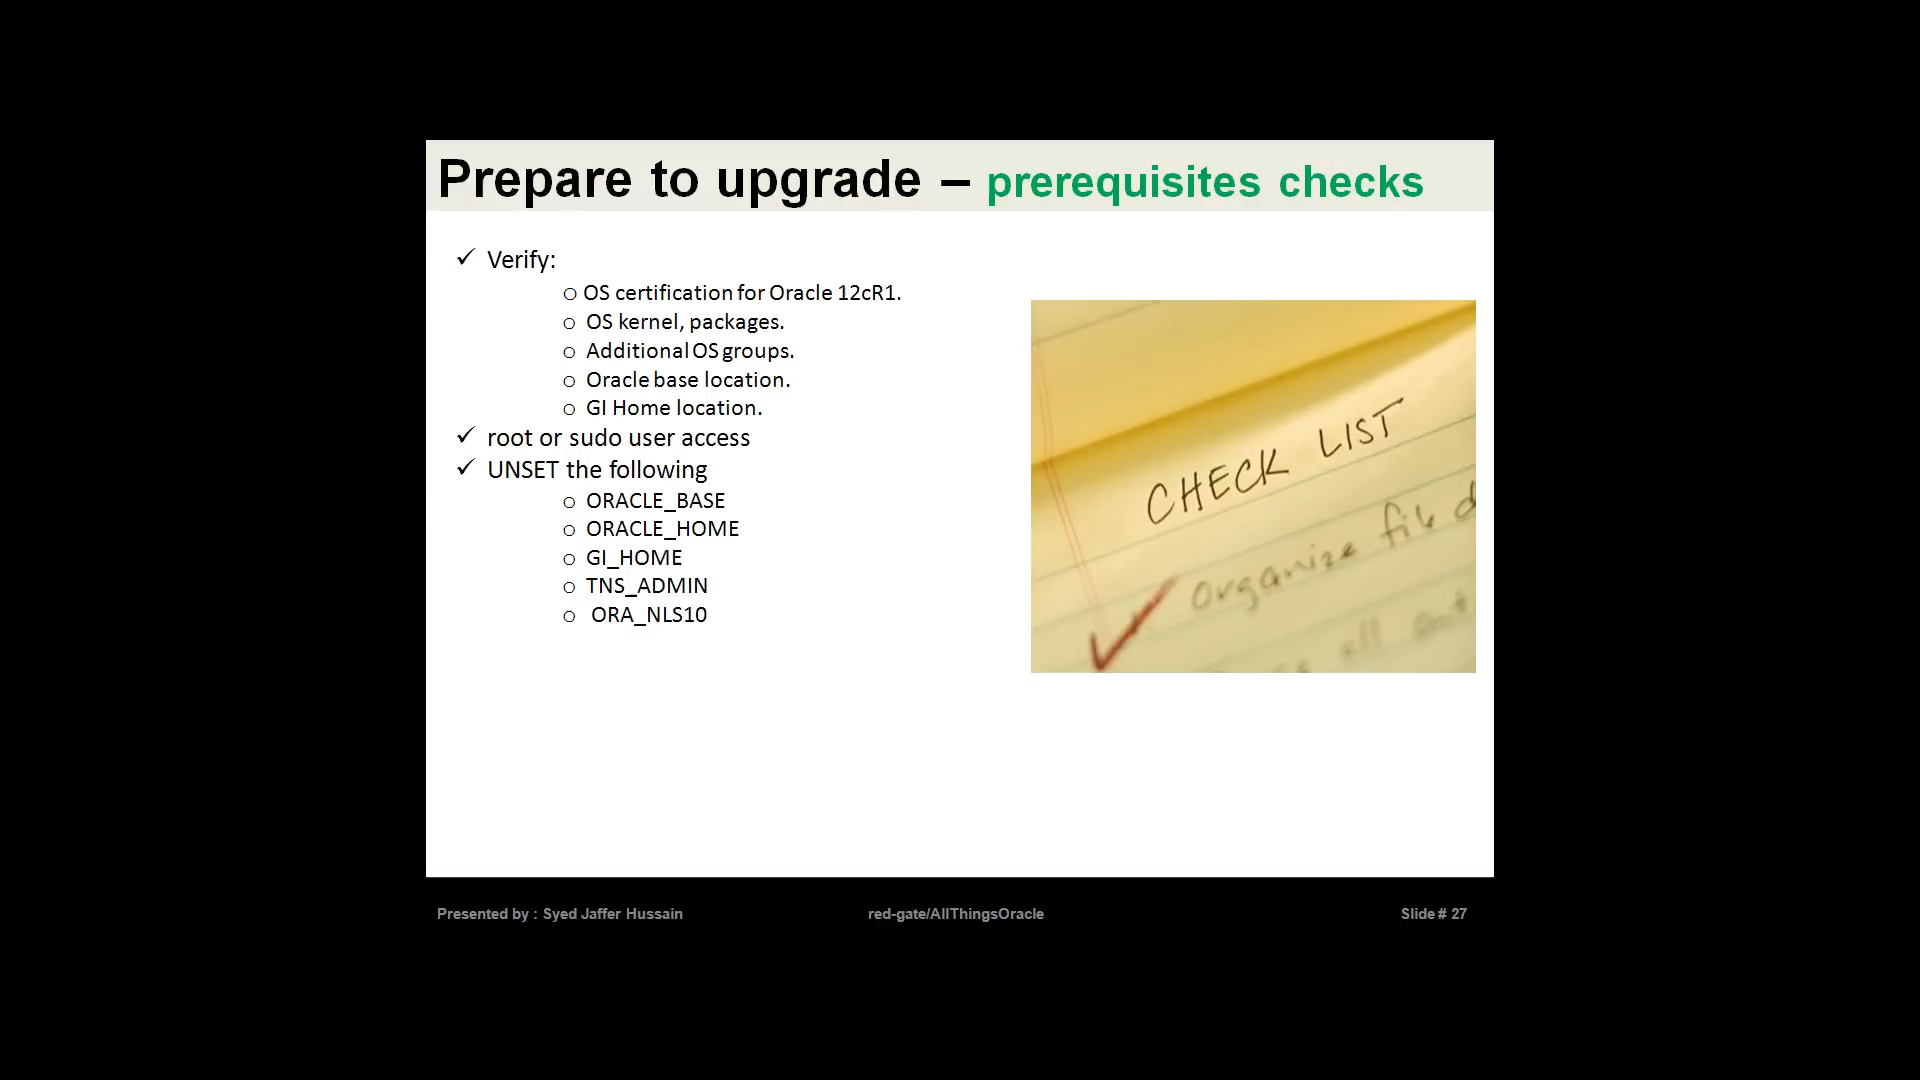 Prepare to upgrade – prerequisites checks
✓ Verify:
o OS certification for Oracle 12cR1.
o OS kernel, packages.
o Additional OS groups.
o Oracle base location.
o GI Home location.
✓ root or sudo user access
✓ UNSET the following
o ORACLE_BASE
o ORACLE_HOME
o GI_HOME
o TNS_ADMIN
o ORA_NLS10
CHECK LIST
✓ Organize file
all
Presented by : Syed Jaffer Hussain
red-gate/AllThingsOracle
Slide # 27